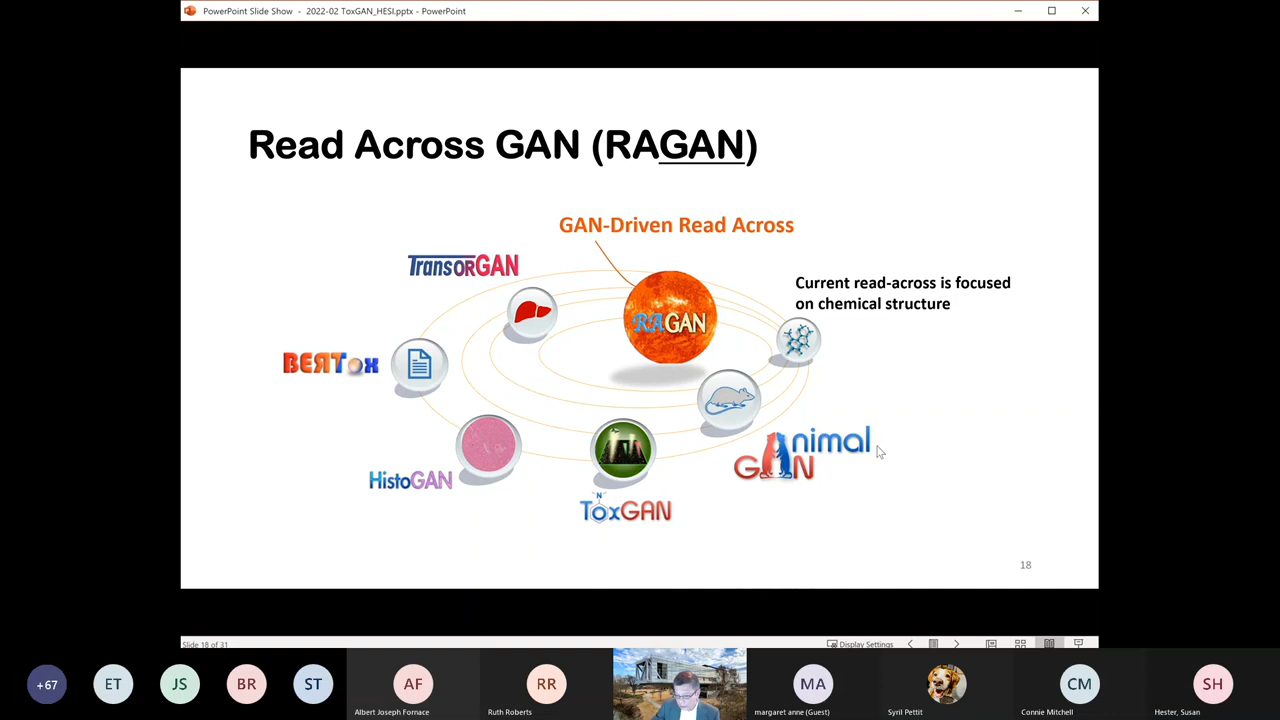 PowerPoint Slide Show - 2022-02 ToxGAN_HESI.pptx - PowerPoint
Read Across GAN (RAGAN)
GAN-Driven Read Across
TransorGAN
Current read-across is focused
on chemical structure
RAGAN
BERTox
Animal
GAN
HistoGAN
N
ToxGAN
18
Slide 18 of 31
Display Settings
+67
ET
JS
BR
ST
AF
Albert Joseph Fornace
RR
Ruth Roberts
MA
margaret anne (Guest)
Syril Pettit
CM
Connie Mitchell
SH
Hester, Susan